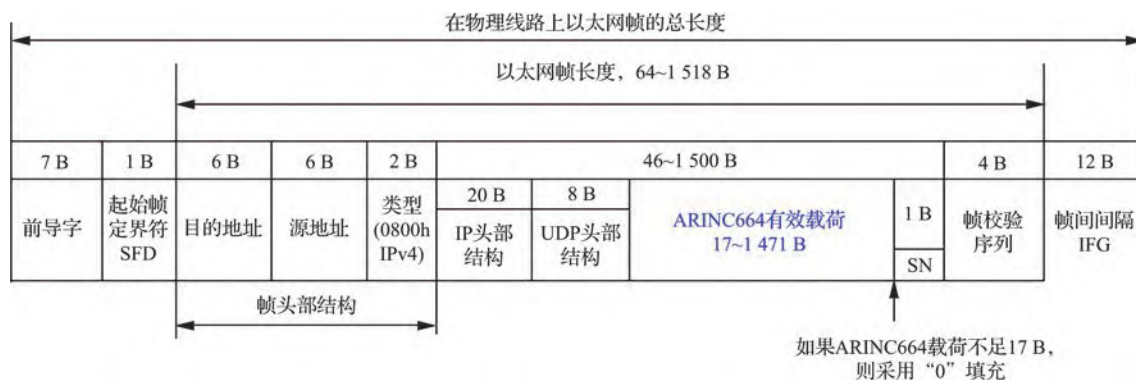 在物理线路上以太网帧的总长度
以太网帧长度，64~1 518 B
7 B
1 B
6 B
6 B
2 B
46~1 500 B
4 B
12 B
前导字
起始帧
定界符
SFD
目的地址
源地址
类型
(0800h
IPv4)
20 B
IP头部
结构
8 B
UDP头部
结构
ARINC664有效载荷
17~1 471 B
1 B
SN
帧校验
序列
帧间间隔
IFG
帧头部结构
如果ARINC664载荷不足17 B，
则采用“0”填充